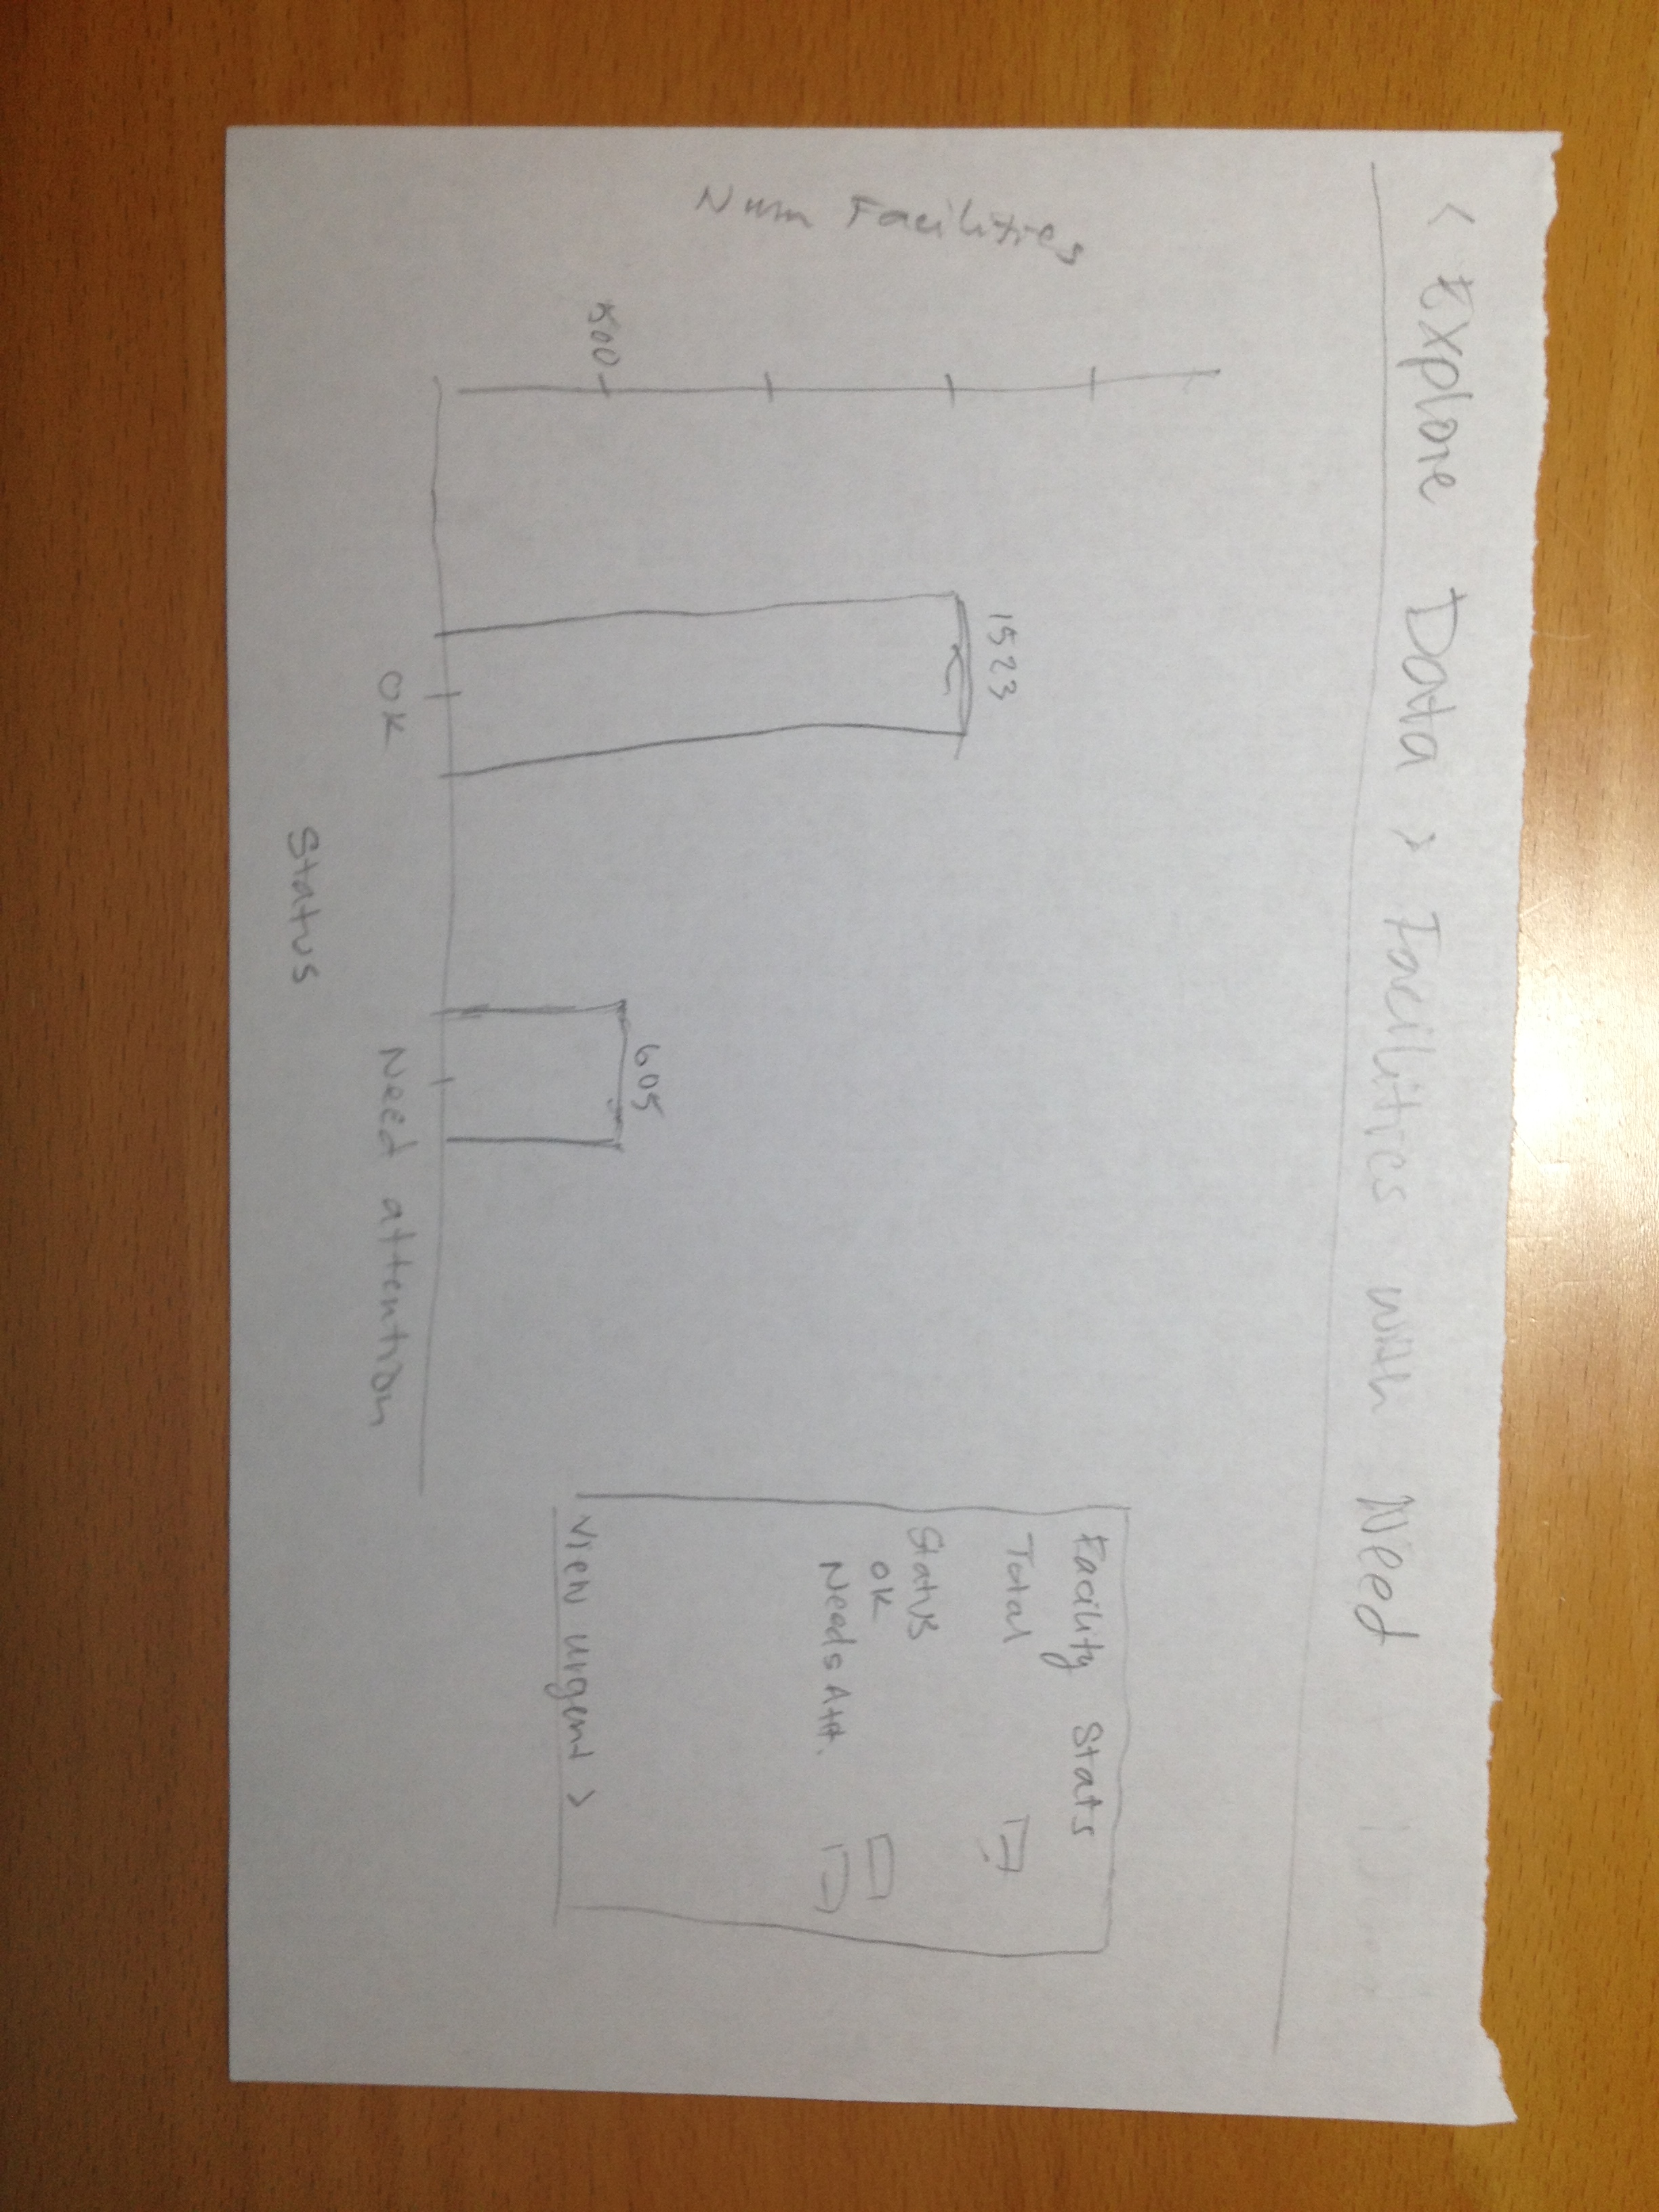 < Explore Data > Facilities with Need
Num Facilities
500
1523
605
OK
Need attention
Status
Facility Stats
Total
Status
OK
Needs Att.
View urgent >